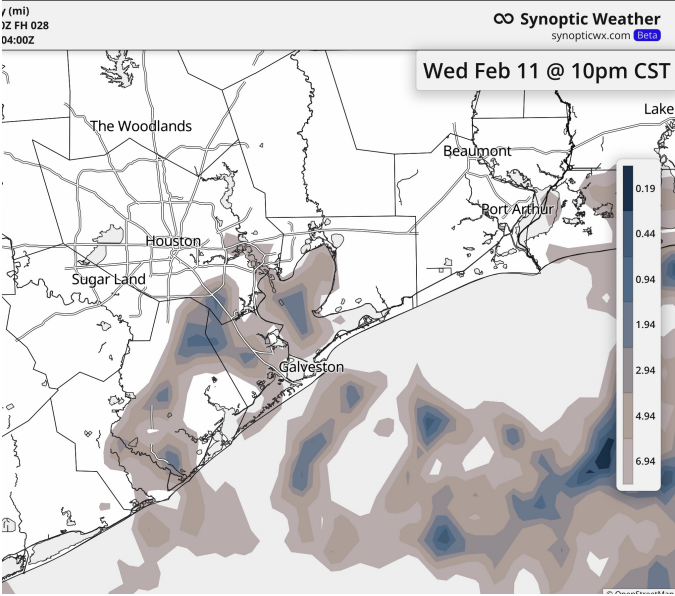 y (mi)
0Z FH 028
04:00Z
Synoptic Weather
synopticwx.com Beta
Wed Feb 11 @ 10pm CST
Lake
The Woodlands
Beaumont
0.19
Port Arthur
0.44
Houston
0.94
Sugar Land
1.94
Galveston
2.94
4.94
6.94
© OpenStreetMap